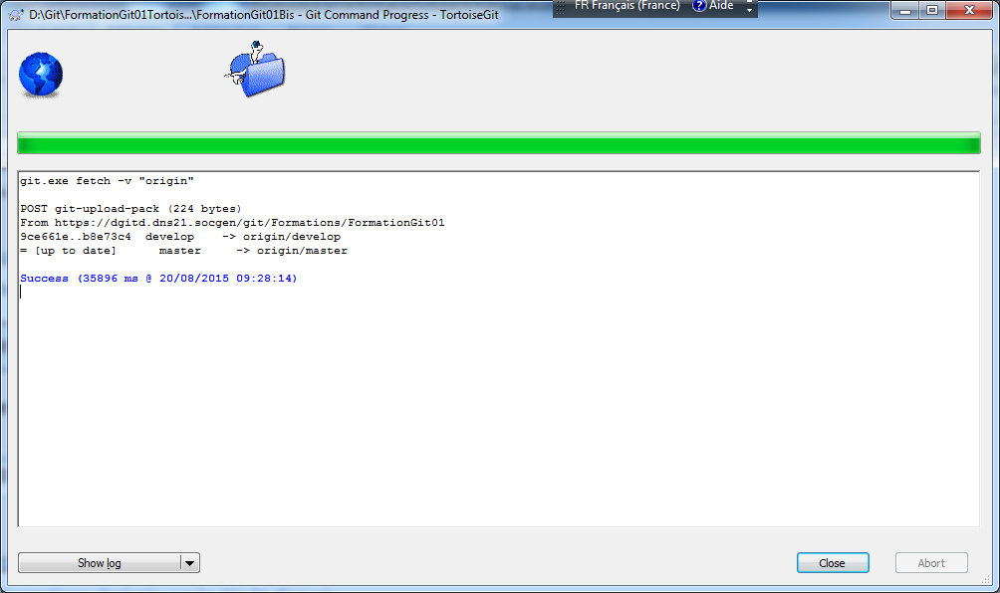 D:\Git\FormationGit01Tortois...\FormationGit01Bis - Git Command Progress - TortoiseGit
FR Français (France)
? Aide
git.exe fetch -v "origin"
POST git-upload-pack (224 bytes)
From https://dgitd.dns21.socgen/git/Formations/FormationGit01
9ce661e..b8e73c4  develop    -> origin/develop
= [up to date]      master     -> origin/master
Success (35896 ms @ 20/08/2015 09:28:14)
Show log
Close
Abort